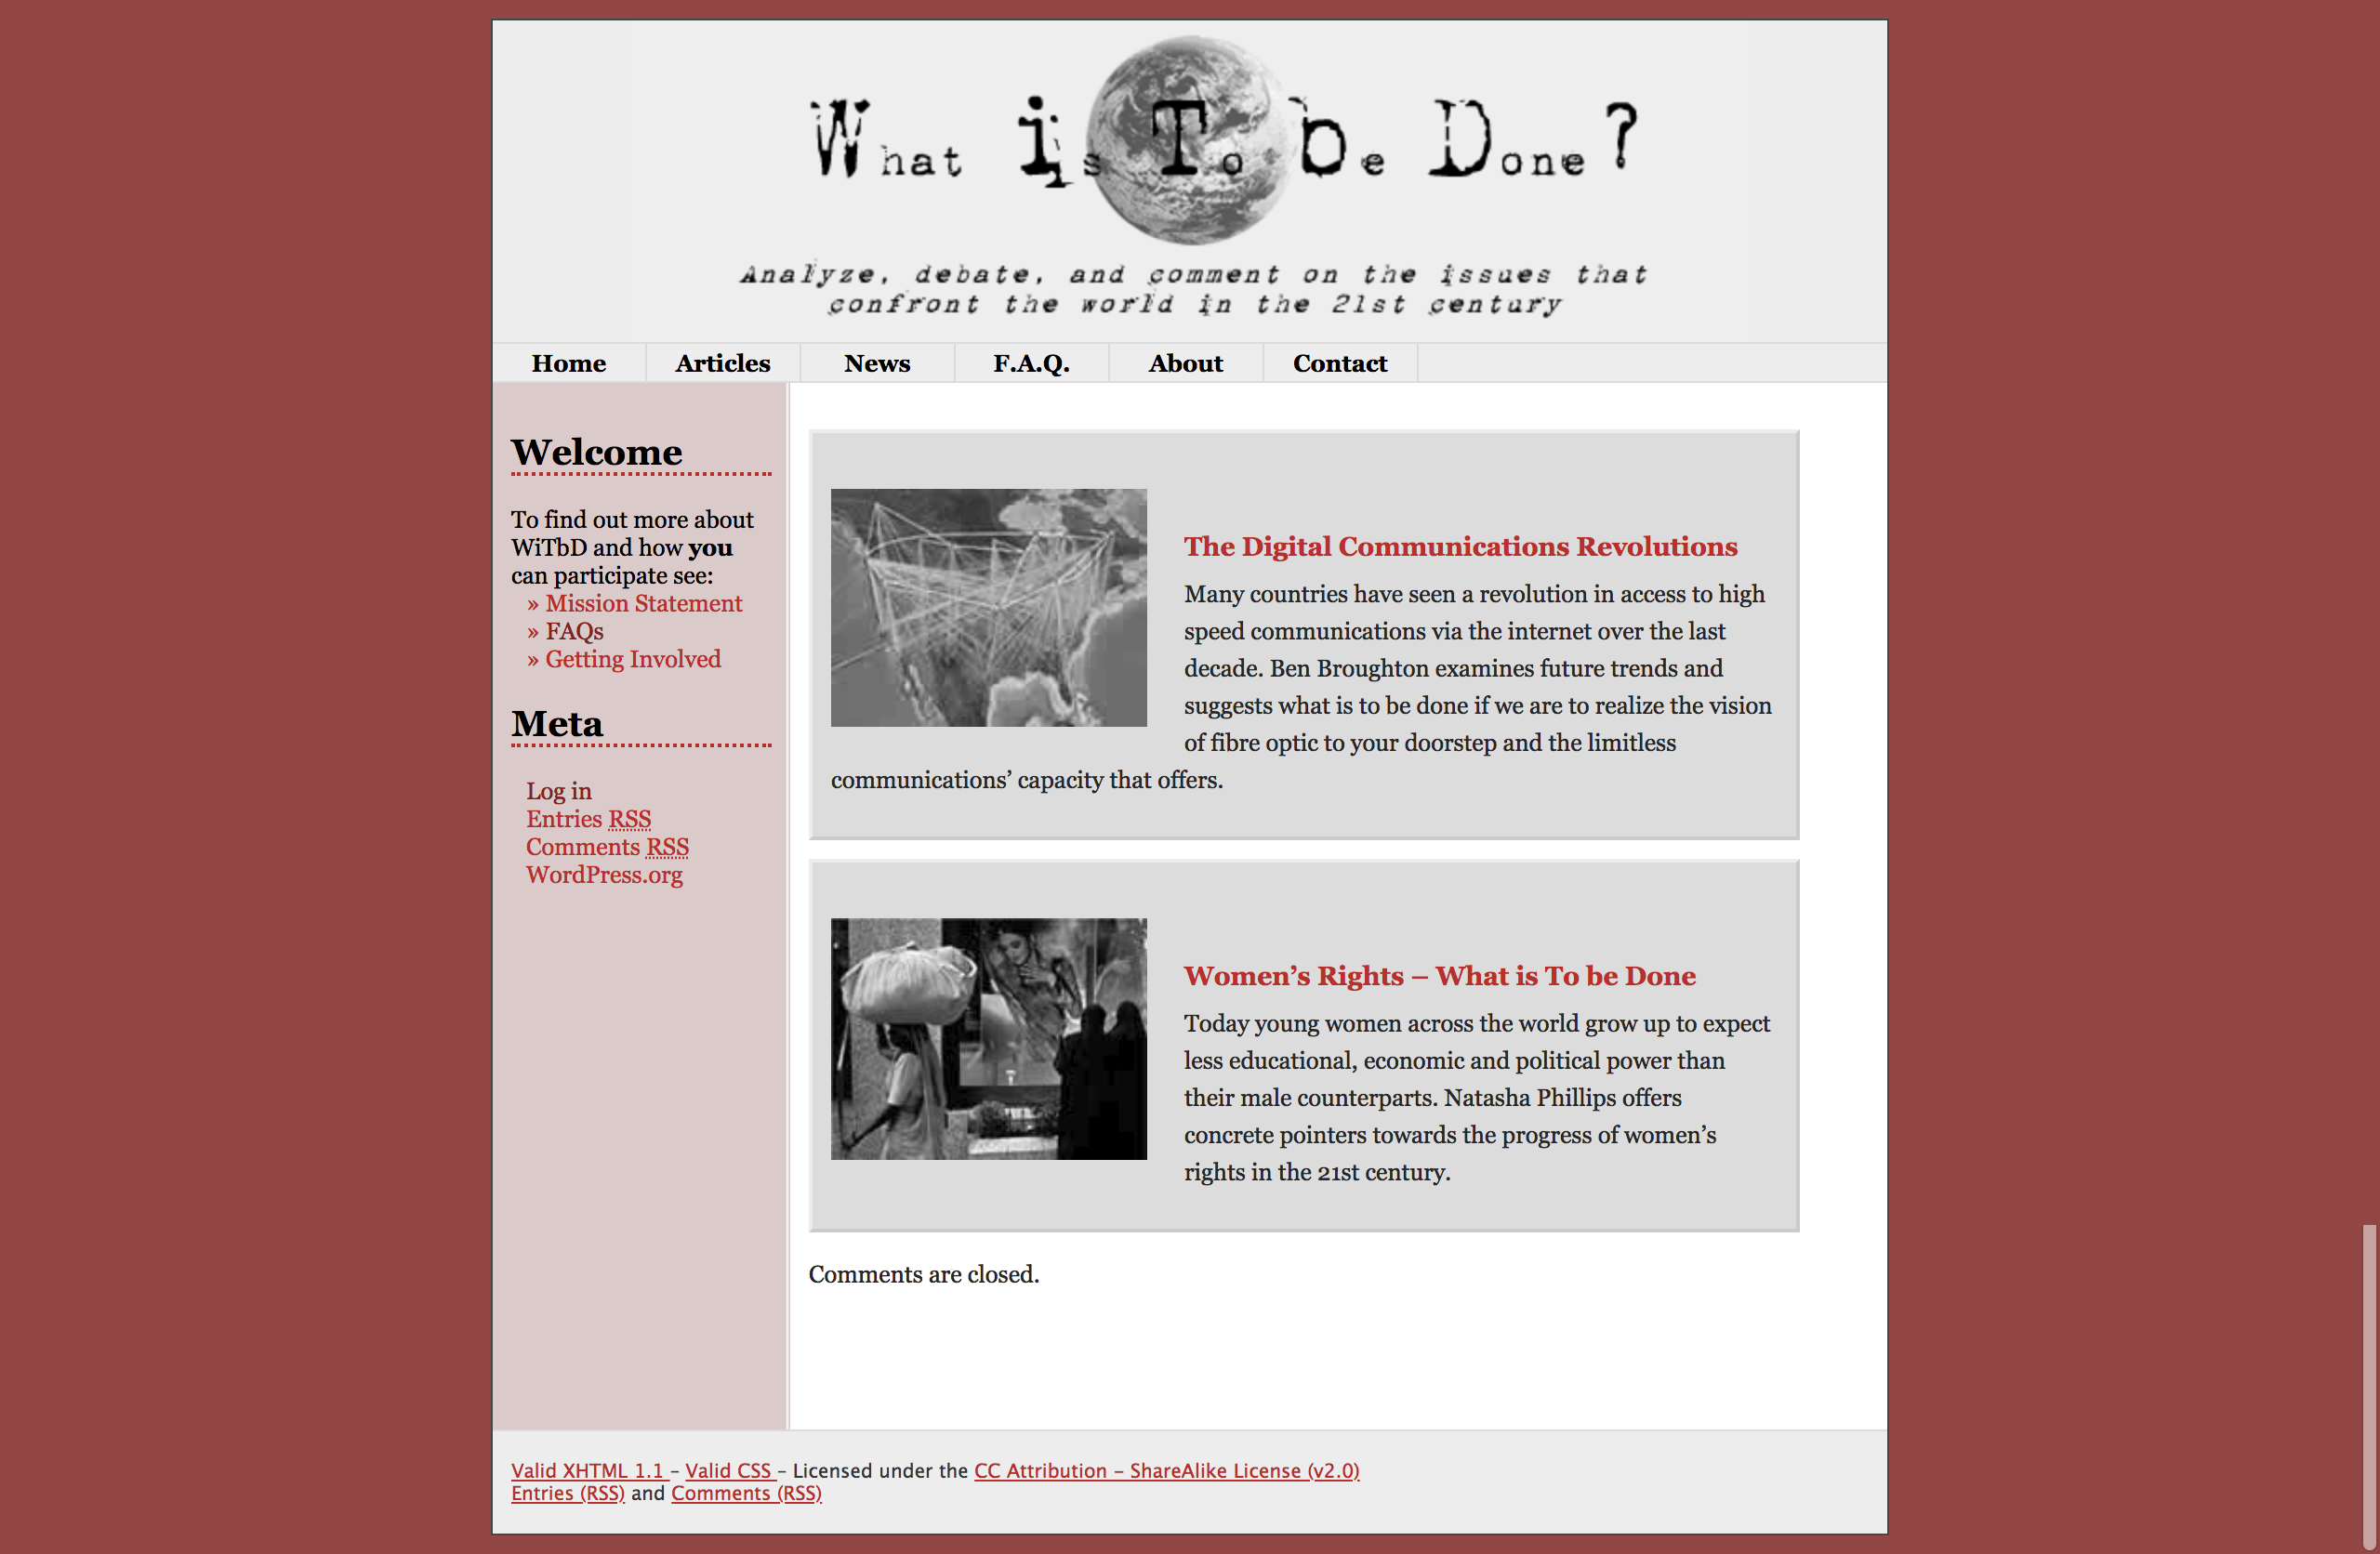 What is To be Done?
Analyze, debate, and comment on the issues that
confront the world in the 21st century
Home Articles News F.A.Q. About Contact
Welcome
To find out more about
WiTbD and how you
can participate see:
» Mission Statement
» FAQs
» Getting Involved
Meta
Log in
Entries RSS
Comments RSS
WordPress.org
The Digital Communications Revolutions
Many countries have seen a revolution in access to high
speed communications via the internet over the last
decade. Ben Broughton examines future trends and
suggests what is to be done if we are to realize the vision
of fibre optic to your doorstep and the limitless
communications’ capacity that offers.
Women’s Rights – What is To be Done
Today young women across the world grow up to expect
less educational, economic and political power than
their male counterparts. Natasha Phillips offers
concrete pointers towards the progress of women’s
rights in the 21st century.
Comments are closed.
Valid XHTML 1.1 – Valid CSS – Licensed under the CC Attribution – ShareAlike License (v2.0)
Entries (RSS) and Comments (RSS)